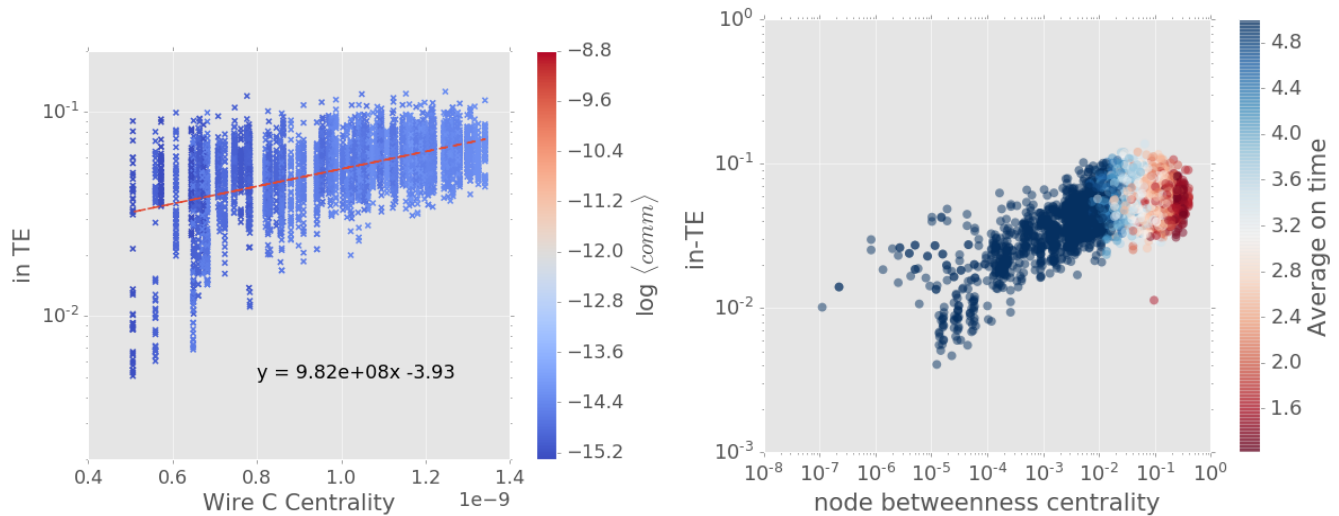 in TE
10⁻¹
10⁻²
0.4 0.6 0.8 1.0 1.2 1.4
1e−9
Wire C Centrality
y = 9.82e+08x -3.93
−8.8
−9.6
−10.4
−11.2
−12.0
−12.8
−13.6
−14.4
−15.2
log ⟨comm⟩
in-TE
10⁰
10⁻¹
10⁻²
10⁻³
10⁻⁸ 10⁻⁷ 10⁻⁶ 10⁻⁵ 10⁻⁴ 10⁻³ 10⁻² 10⁻¹ 10⁰
node betweenness centrality
4.8
4.4
4.0
3.6
3.2
2.8
2.4
2.0
1.6
Average on time